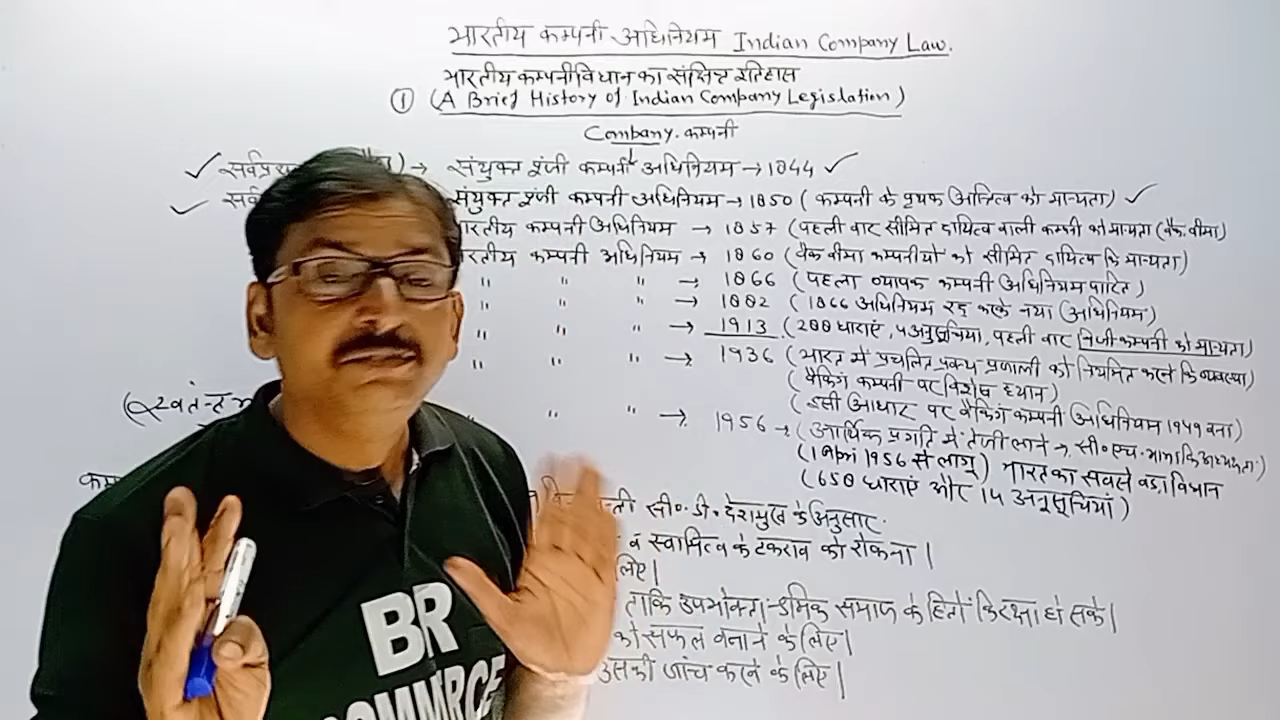 भारतीय कम्पनी अधिनियम Indian Company Law.
भारतीय कम्पनी विधान का संक्षिप्त इतिहास
① (A Brief History of Indian Company Legislation)
Company. कम्पनी
→ संयुक्त पूंजी कम्पनी अधिनियम → 1844
संयुक्त पूंजी कम्पनी अधिनियम → 1850 (कम्पनी के पृथक अस्तित्व को मान्यता)
भारतीय कम्पनी अधिनियम → 1857 (पहली बार सीमित दायित्व वाली कम्पनी को मान्यता (बैंक, बीमा)
भारतीय कम्पनी अधिनियम → 1860 (बैंक बीमा कम्पनीयों को सीमित दायित्व कि मान्यता)
" " " → 1866 (पहला व्यापक कम्पनी अधिनियम पारित)
" " " → 1882 (1866 अधिनियम रद्द करके नया अधिनियम)
" " " → 1913 (288 धाराएं, 4 अनुसूचियां, पहली बार निजी कम्पनी को मान्यता)
" " " → 1936 (भारत में प्रचलित प्रबन्ध प्रणाली को नियमित करने कि व्यवस्था)
(बैंकिंग कम्पनी पर विशेष ध्यान)
(इसी आधार पर बैंकिंग कम्पनी अधिनियम 1949 बना)
" " " → 1956 → (आर्थिक प्रगति में तेजी लाने → सी० एच० भाभा कि अध्यक्षता)
(1 अप्रैल 1956 से लागू) भारत का सबसे बड़ा विधान
(658 धाराएं और 14 अनूसूचियां)
सी० डी० देशमुख के अनुसार
व स्वामित्व के टकराव को रोकना।
लिए।
ताकि उपभोक्ता श्रमिक समाज के हितों कि रक्षा हो सके।
को सफल बनाने के लिए।
उसकी जांच करने के लिए।
BR
COMMRCE